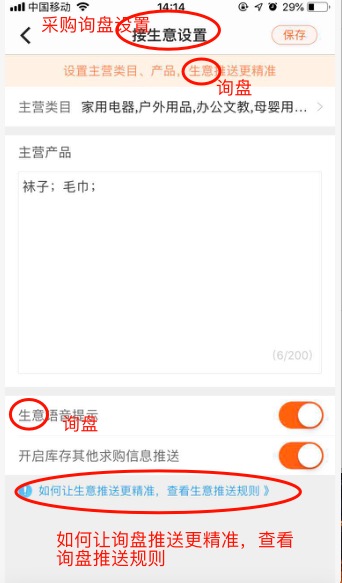 中国移动 14:14 29%
采购询盘设置
接生意设置 保存
设置主营类目、产品，生意推送更精准
询盘
主营类目 家用电器,户外用品,办公文教,母婴用...
主营产品
袜子；毛巾；
(6/200)
生意语音提示
询盘
开启库存其他求购信息推送
如何让生意推送更精准，查看生意推送规则 》
如何让询盘推送更精准，查看
询盘推送规则